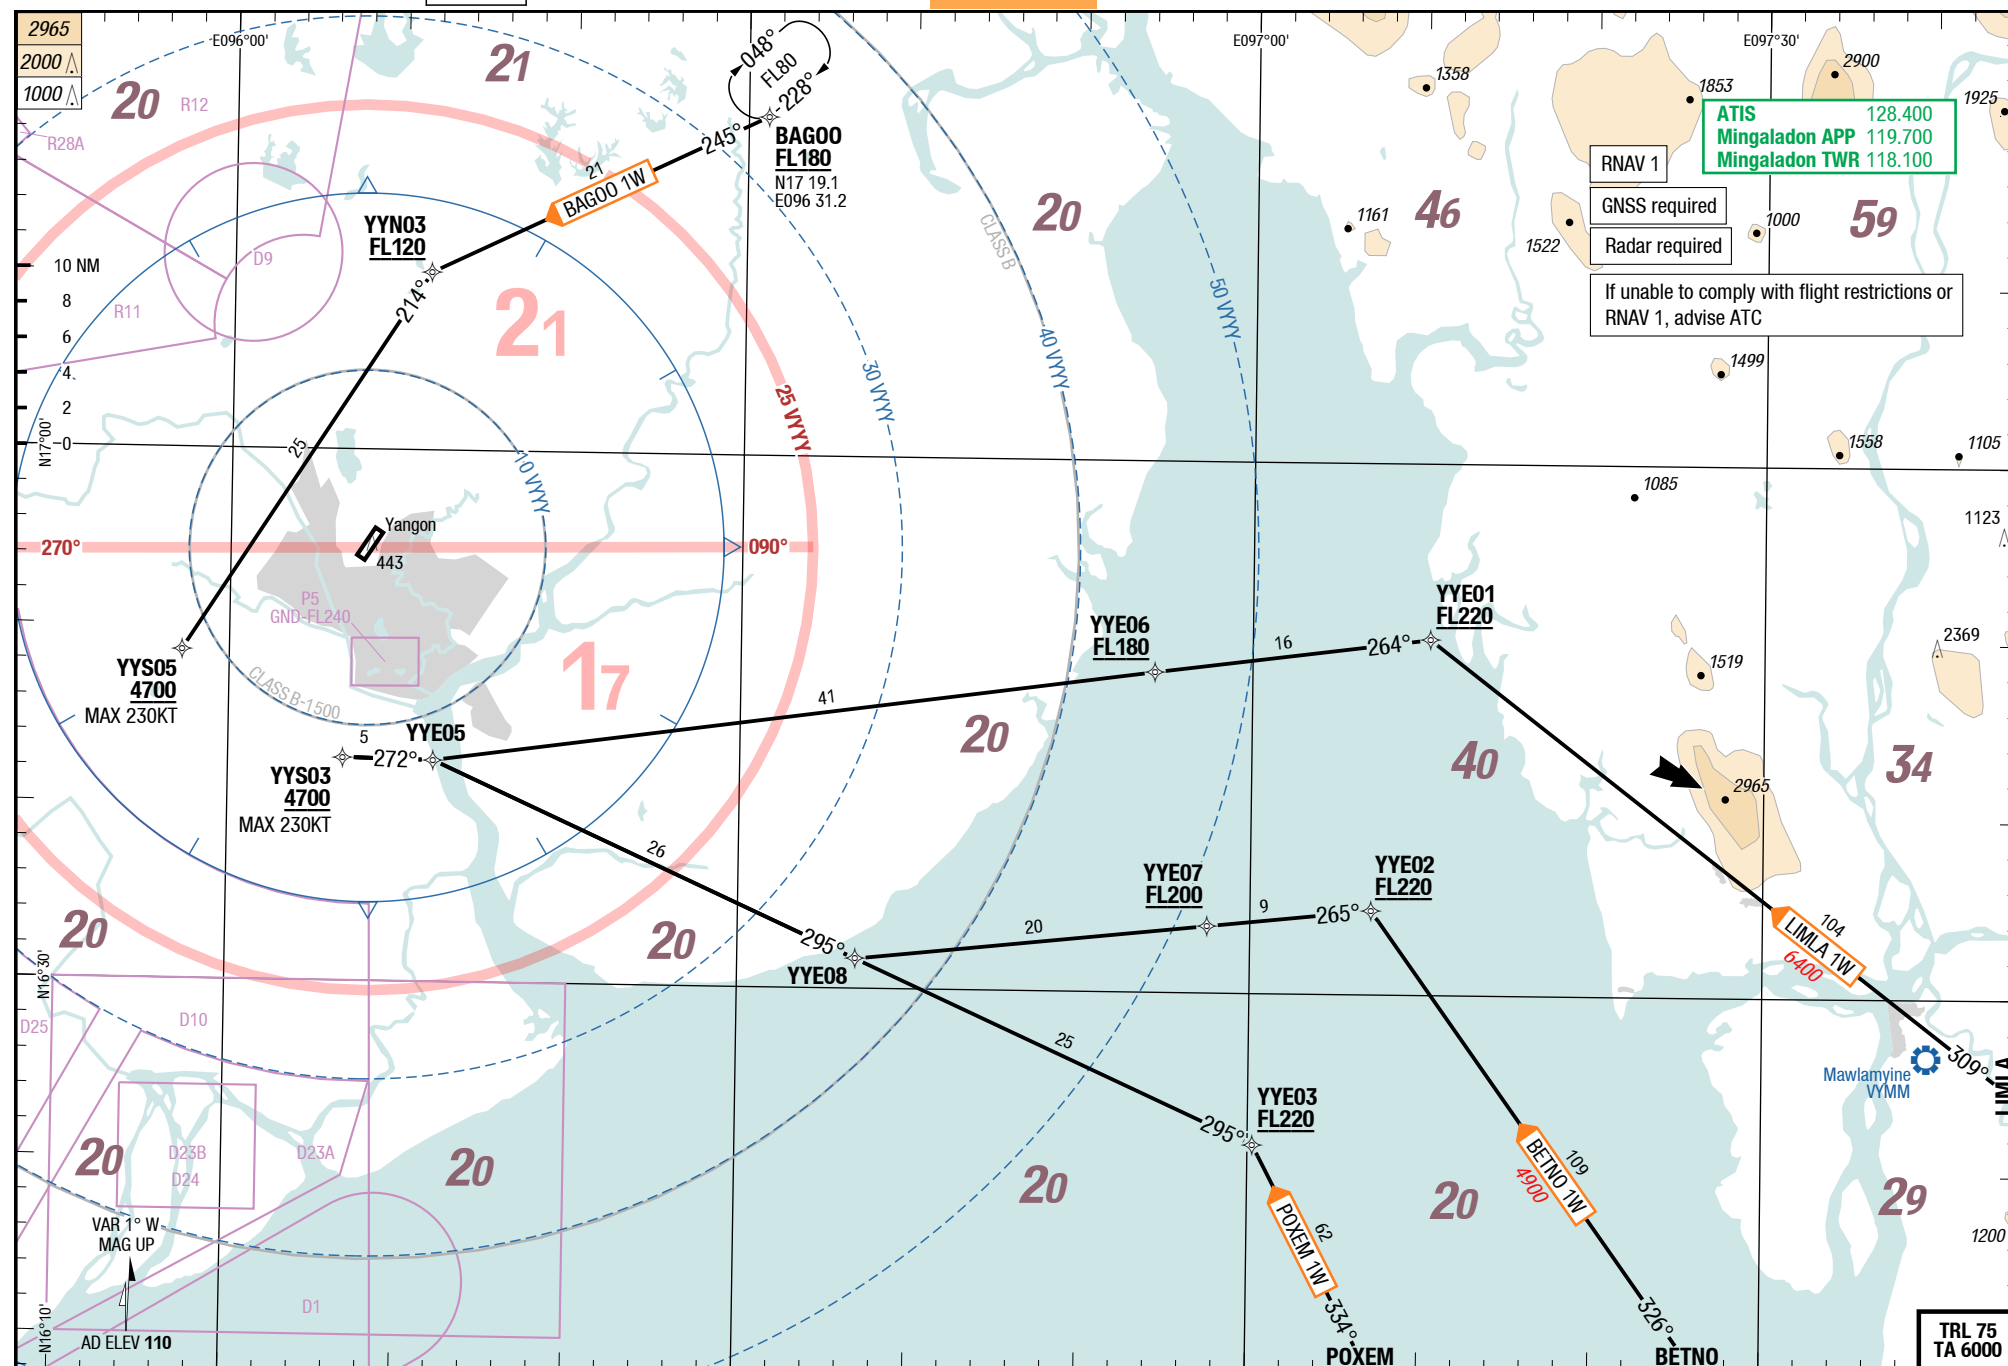 2965
2000
1000
E096°00'
E097°00'
E097°30'
20
R12
R28A
21
048°
FL80
228°
BAGOO
FL180
N17 19.1
E096 31.2
245°
21
BAGOO 1W
YYN03
FL120
214°
D9
R11
10 NM
8
6
4
2
0
N17°00'
21
25
20
CLASS B
50 VYYY
40 VYYY
30 VYYY
25 VYYY
10 VYYY
1358
1853
2900
1925
ATIS 128.400
Mingaladon APP 119.700
Mingaladon TWR 118.100
RNAV 1
GNSS required
Radar required
If unable to comply with flight restrictions or
RNAV 1, advise ATC
1161
46
1522
1000
59
1499
1558
1105
1085
1123
270°
090°
Yangon
443
P5
GND-FL240
CLASS B-1500
17
YYS05
4700
MAX 230KT
5
272°
YYE05
YYS03
4700
MAX 230KT
41
YYE06
FL180
16
264°
YYE01
FL220
1519
2369
2965
40
34
20
26
20
20
295°
YYE08
20
YYE07
FL200
9
265°
YYE02
FL220
104
LIMLA 1W
6400
309°
LIMLA
Mawlamyine
VYMM
N16°30'
D25
D10
25
295°
YYE03
FL220
109
BETNO 1W
4900
326°
BETNO
62
POXEM 1W
334°
POXEM
20
D23B
D24
D23A
20
20
20
29
1200
VAR 1° W
MAG UP
D1
N16°10'
AD ELEV 110
TRL 75
TA 6000